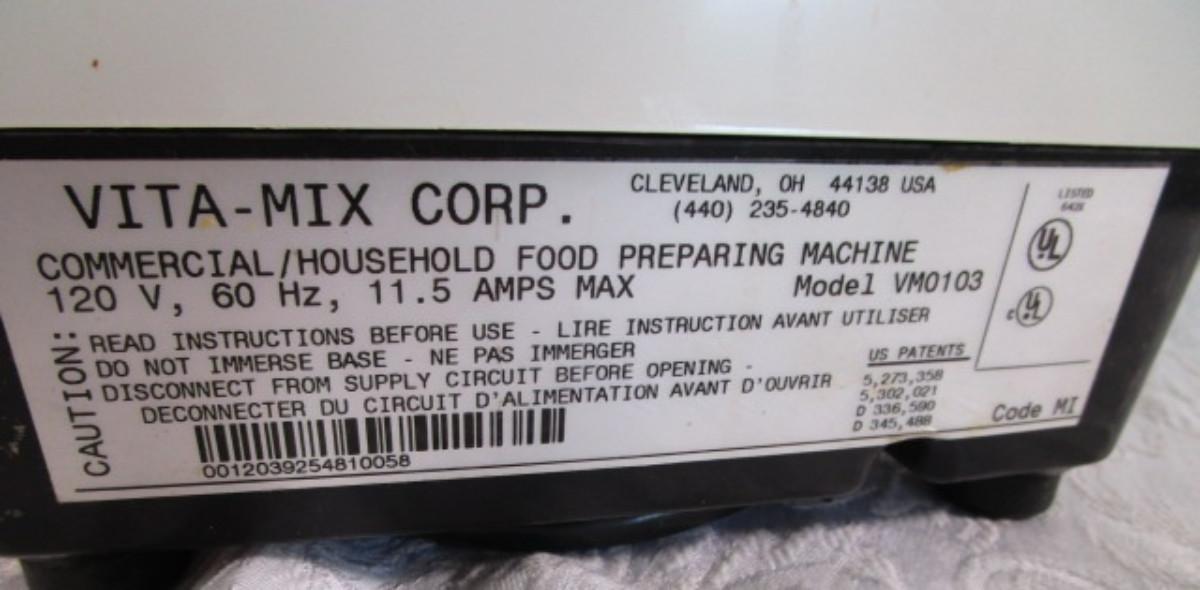 VITA-MIX CORP.
CLEVELAND, OH 44138 USA
(440) 235-4840
COMMERCIAL/HOUSEHOLD FOOD PREPARING MACHINE
120 V, 60 Hz, 11.5 AMPS MAX
Model VM0103
CAUTION:
READ INSTRUCTIONS BEFORE USE - LIRE INSTRUCTION AVANT UTILISER
DO NOT IMMERSE BASE - NE PAS IMMERGER
DISCONNECT FROM SUPPLY CIRCUIT BEFORE OPENING -
DECONNECTER DU CIRCUIT D'ALIMENTATION AVANT D'OUVRIR
0012039254810058
US PATENTS
5,273,358
5,302,021
D 336,590
D 345,488
LISTED
UL
c UL
Code MI